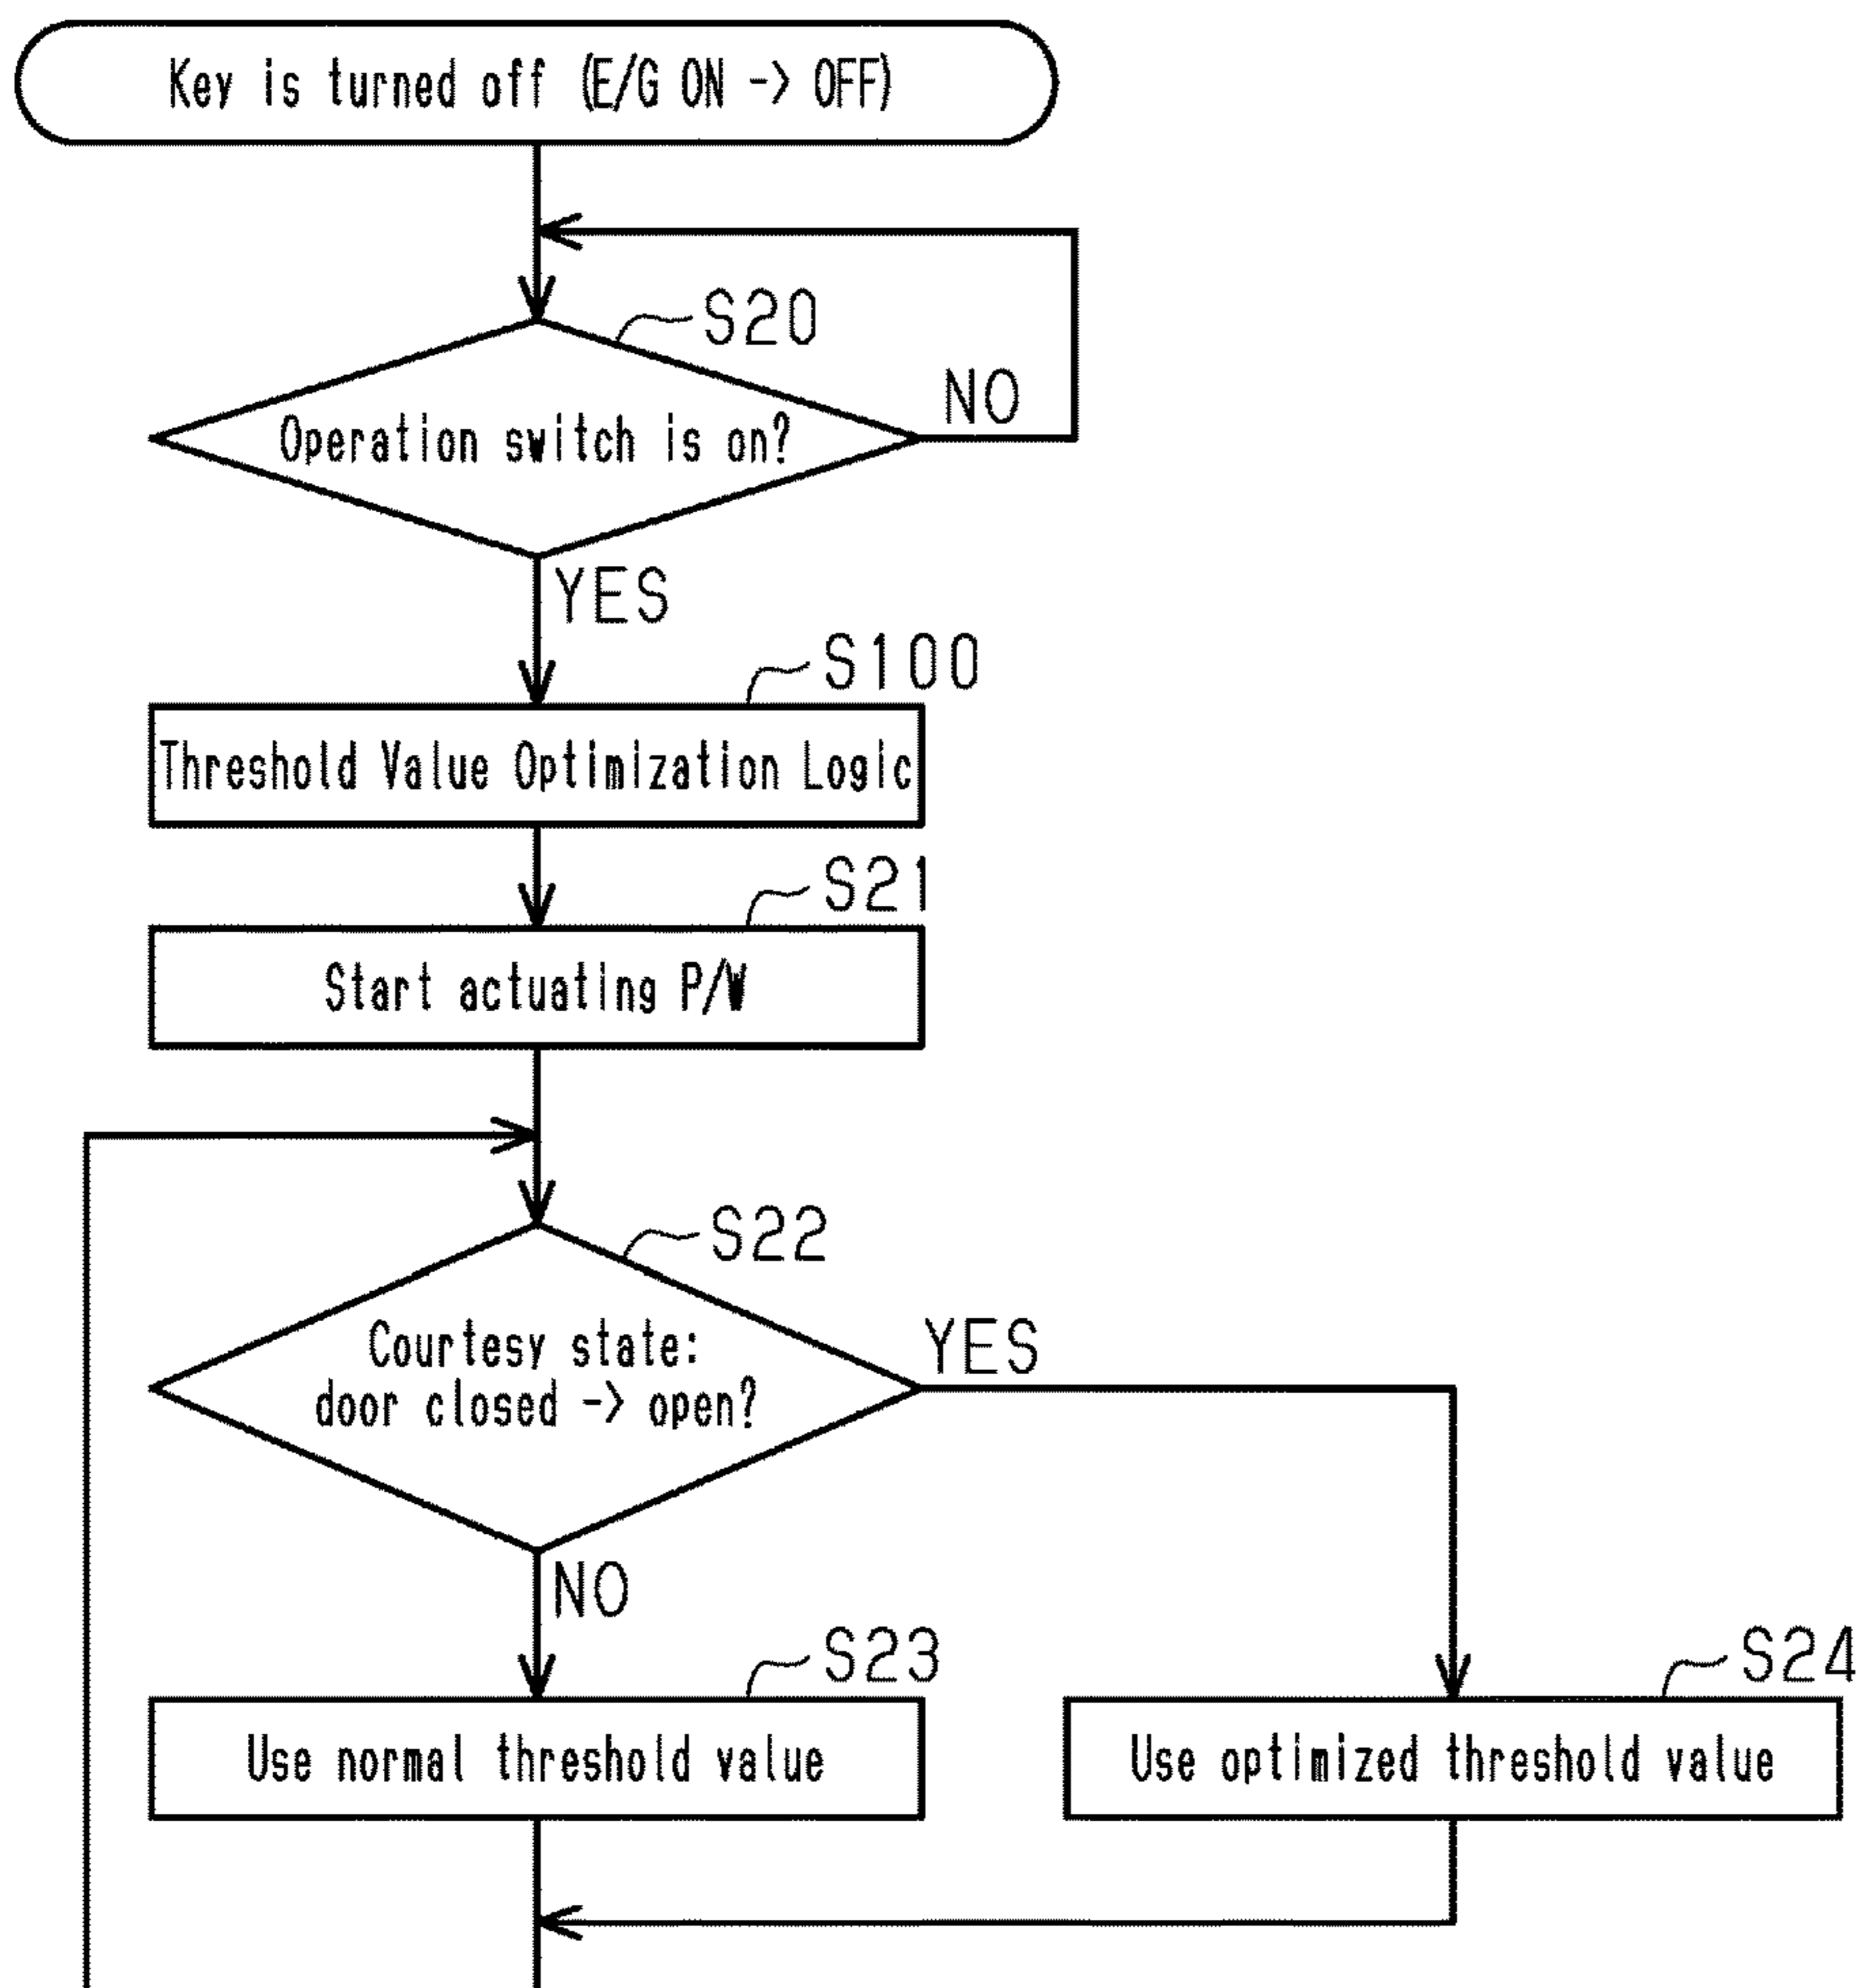 Key is turned off (E/G ON -> OFF)
S20
Operation switch is on?
NO
YES
S100
Threshold Value Optimization Logic
S21
Start actuating P/W
S22
Courtesy state:
door closed -> open?
YES
NO
S23
Use normal threshold value
S24
Use optimized threshold value